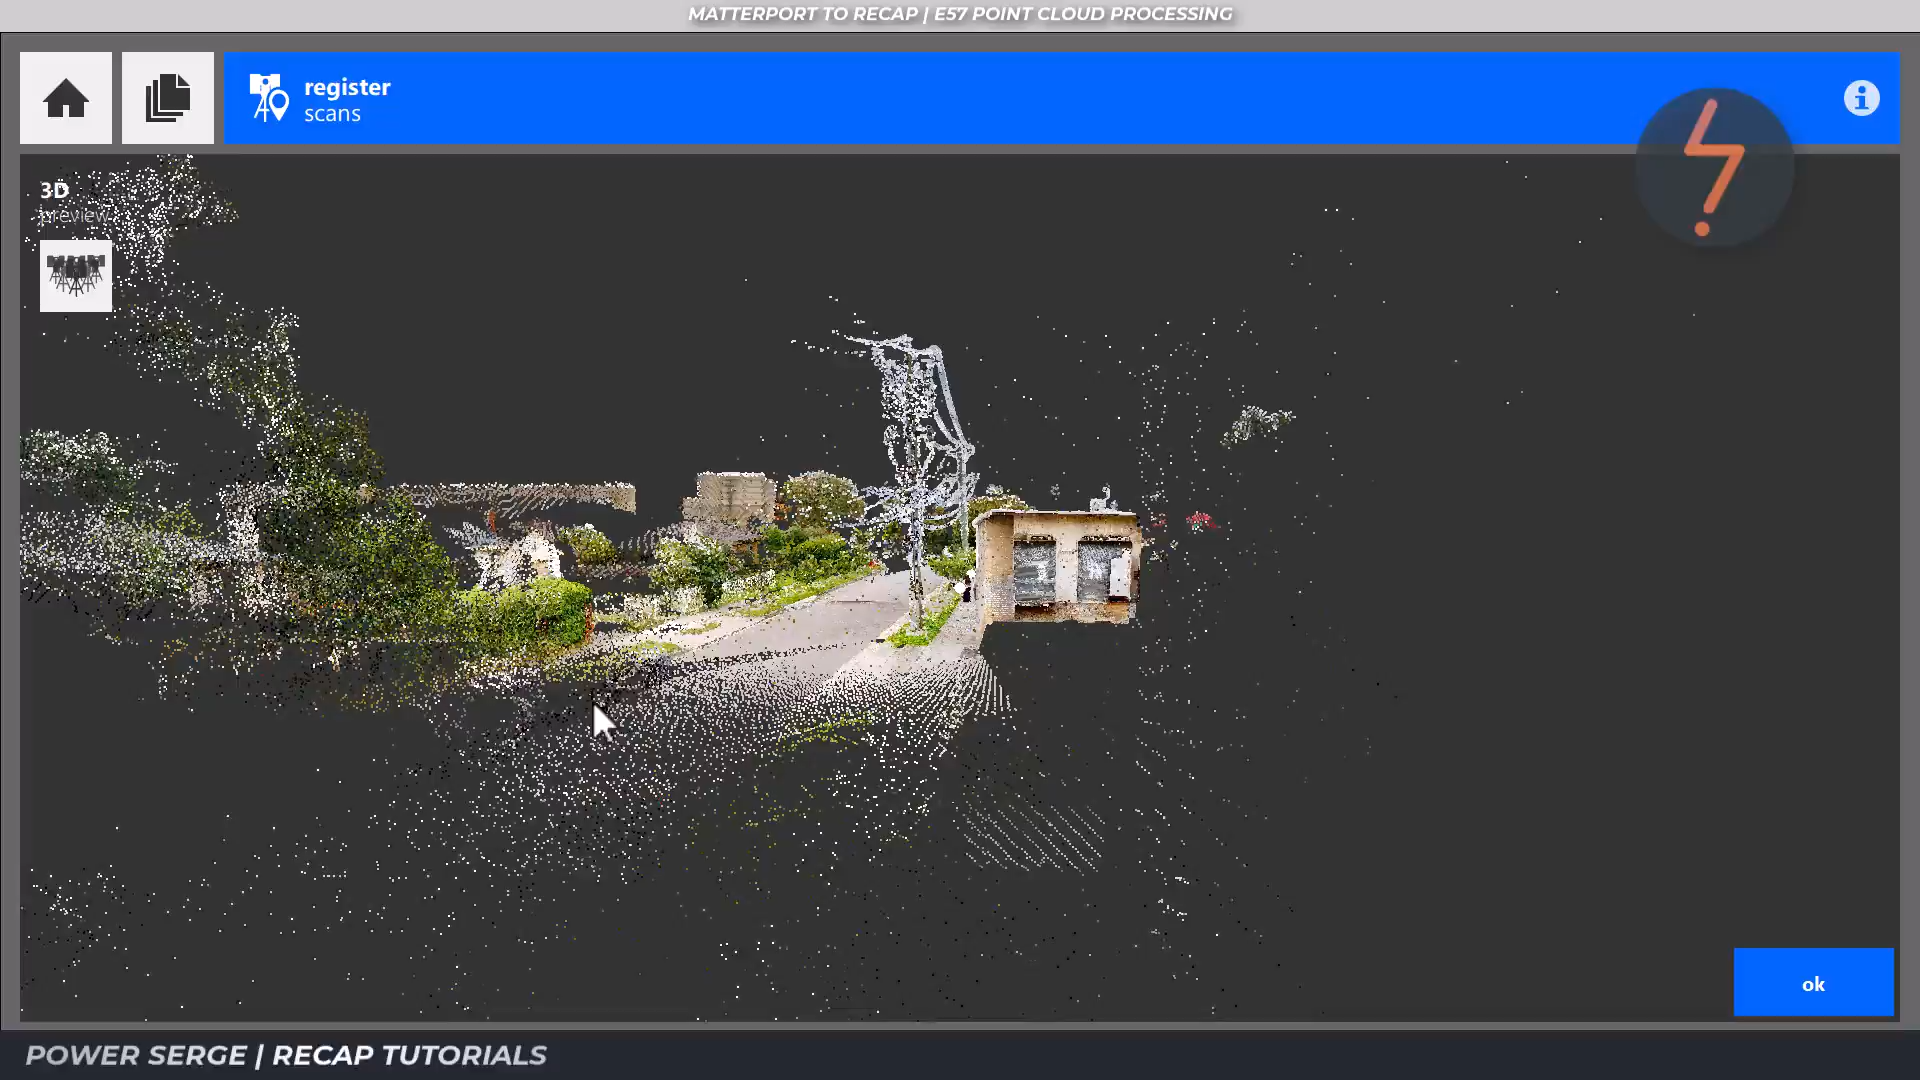 MATTERPORT TO RECAP | E57 POINT CLOUD PROCESSING
register
scans
3D
preview
ok
POWER SERGE | RECAP TUTORIALS